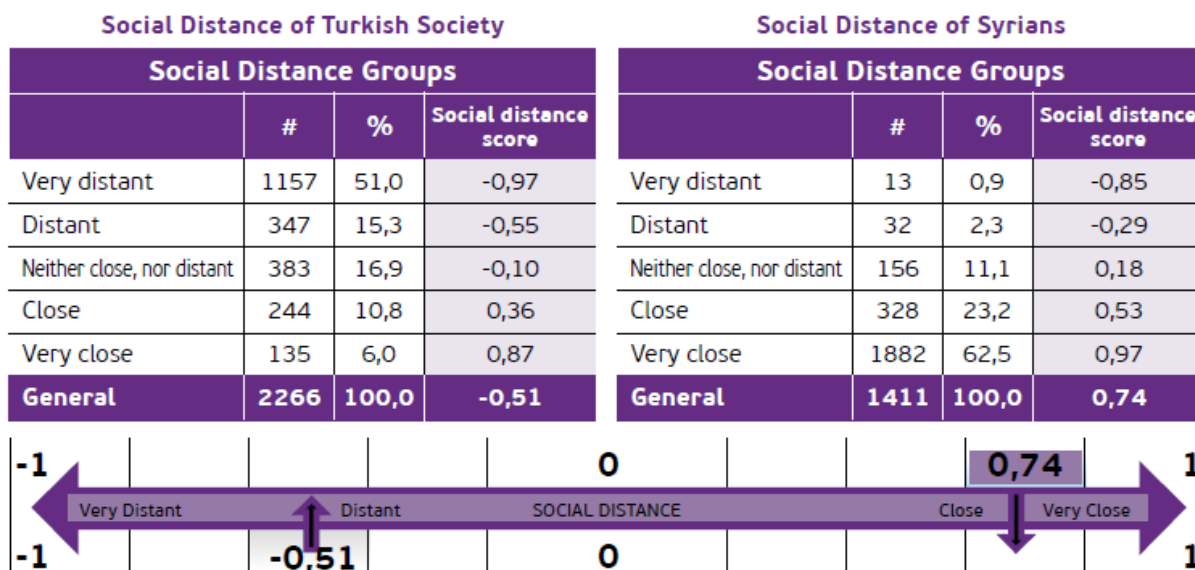 Social Distance of Turkish Society
Social Distance Groups
# % Social distance score
Very distant 1157 51,0 -0,97
Distant 347 15,3 -0,55
Neither close, nor distant 383 16,9 -0,10
Close 244 10,8 0,36
Very close 135 6,0 0,87
General 2266 100,0 -0,51
Social Distance of Syrians
Social Distance Groups
# % Social distance score
Very distant 13 0,9 -0,85
Distant 32 2,3 -0,29
Neither close, nor distant 156 11,1 0,18
Close 328 23,2 0,53
Very close 1882 62,5 0,97
General 1411 100,0 0,74
-1 0 0,74 1
Very Distant Distant SOCIAL DISTANCE Close Very Close
-1 -0,51 0 1